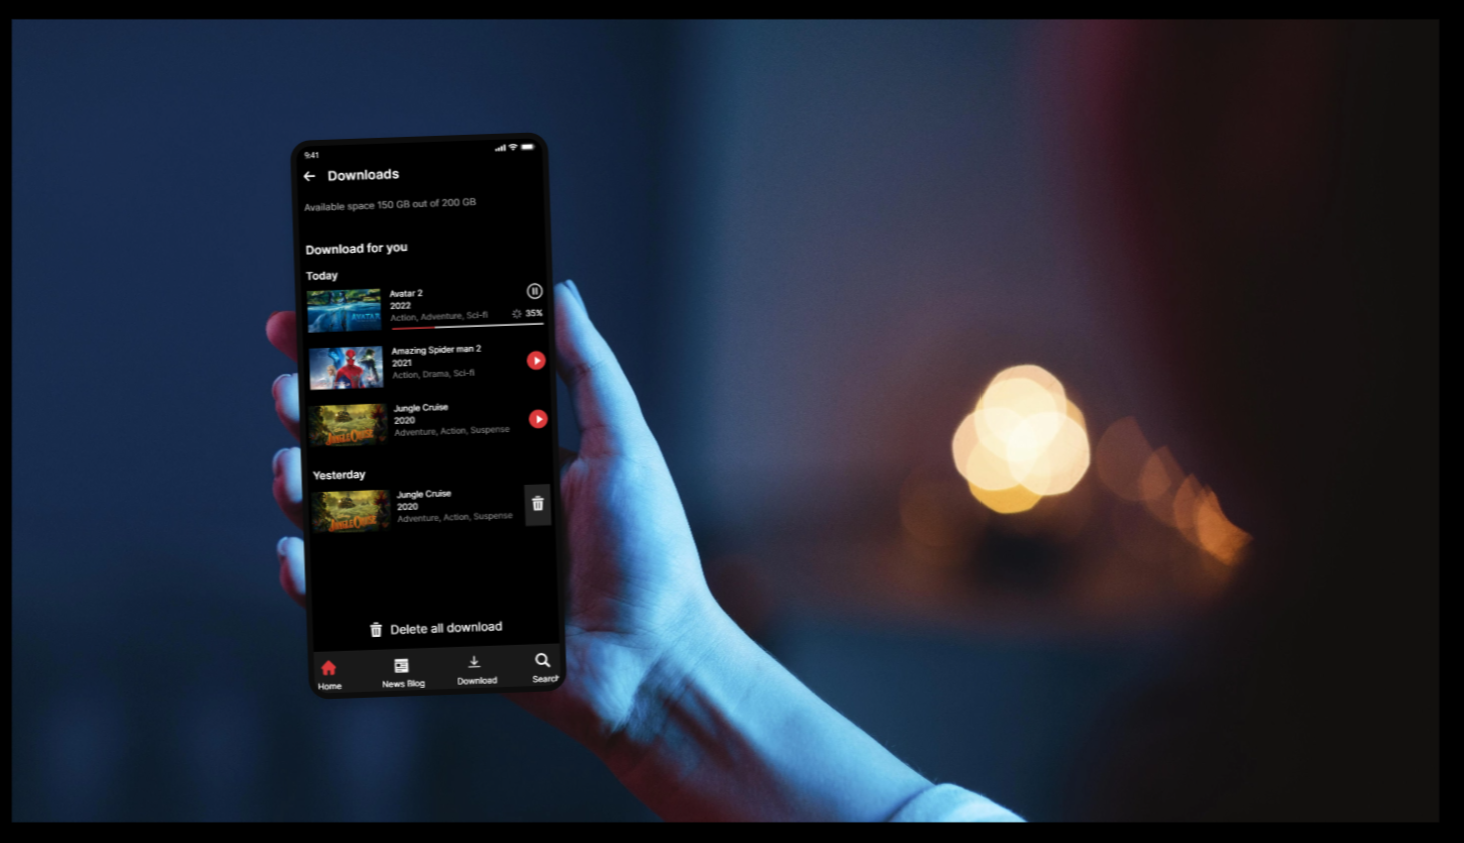 9:41
Downloads
Available space 150 GB out of 200 GB
Download for you
Today
Avatar 2
2022
Action, Adventure, Sci-fi
35%
AVATAR
Amazing Spider man 2
2021
Action, Drama, Sci-fi
Jungle Cruise
2020
Adventure, Action, Suspense
JUNGLE CRUISE
Yesterday
Jungle Cruise
2020
Adventure, Action, Suspense
JUNGLE CRUISE
Delete all download
Home
News Blog
Download
Search